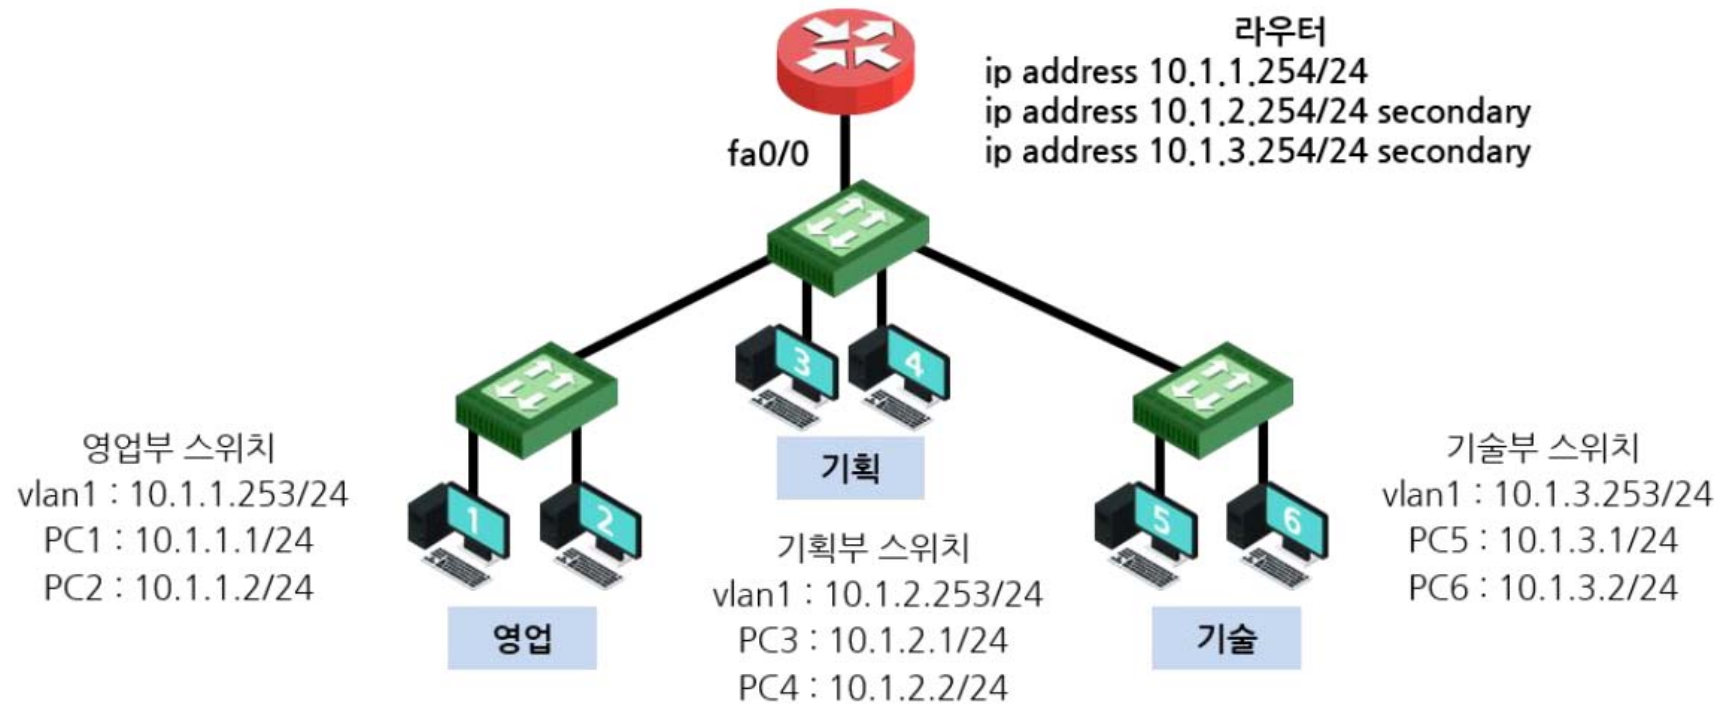 라우터
ip address 10.1.1.254/24
ip address 10.1.2.254/24 secondary
ip address 10.1.3.254/24 secondary
fa0/0
3
4
기획
영업부 스위치
vlan1 : 10.1.1.253/24
PC1 : 10.1.1.1/24
PC2 : 10.1.1.2/24
1
2
영업
기획부 스위치
vlan1 : 10.1.2.253/24
PC3 : 10.1.2.1/24
PC4 : 10.1.2.2/24
5
6
기술
기술부 스위치
vlan1 : 10.1.3.253/24
PC5 : 10.1.3.1/24
PC6 : 10.1.3.2/24